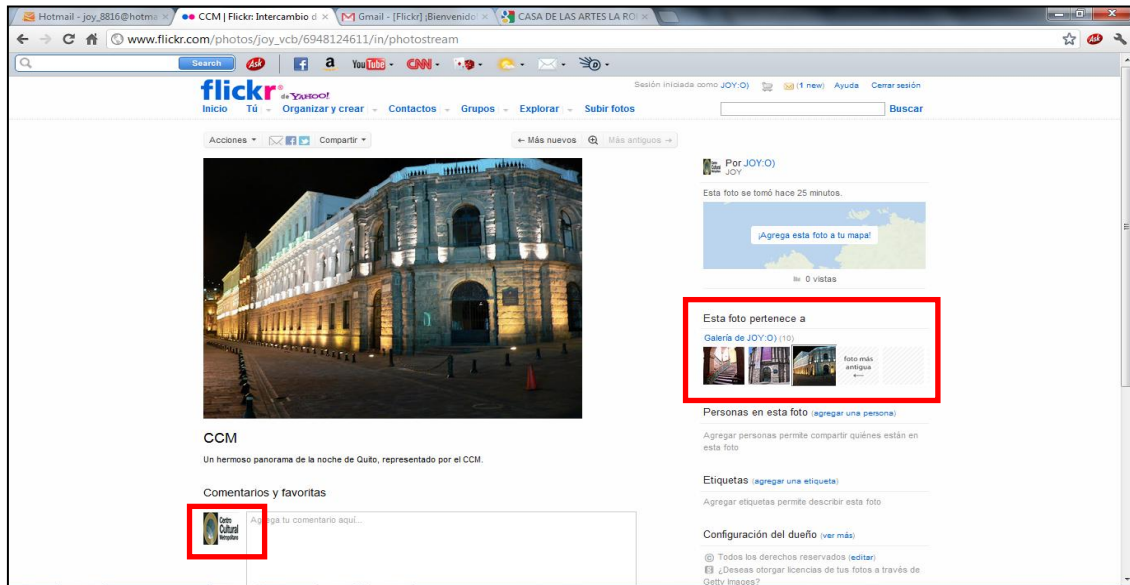 Hotmail - joy_8816@hotma
CCM | Flickr: Intercambio d
Gmail - [Flickr] ¡Bienvenido
CASA DE LAS ARTES LA RO
www.flickr.com/photos/joy_vcb/6948124611/in/photostream
Search Ask YouTube CNN
flickr de YAHOO!
Sesión iniciada como JOY:O) (1 new) Ayuda Cerrar sesión
Inicio Tú Organizar y crear Contactos Grupos Explorar Subir fotos Buscar
Acciones Compartir ← Más nuevos Más antiguos →
Por JOY:O)
JOY
Esta foto se tomó hace 25 minutos.
¡Agrega esta foto a tu mapa!
0 vistas
Esta foto pertenece a
Galería de JOY:O) (10)
foto más
antigua
←
Personas en esta foto (agregar una persona)
Agregar personas permite compartir quiénes están en
esta foto
Etiquetas (agregar una etiqueta)
Agregar etiquetas permite describir esta foto
Configuración del dueño (ver más)
© Todos los derechos reservados (editar)
¿Deseas otorgar licencias de tus fotos a través de
Getty Images?
CCM
Un hermoso panorama de la noche de Quito, representado por el CCM.
Comentarios y favoritas
Centro
Cultural
Metropolitano
Agrega tu comentario aquí...